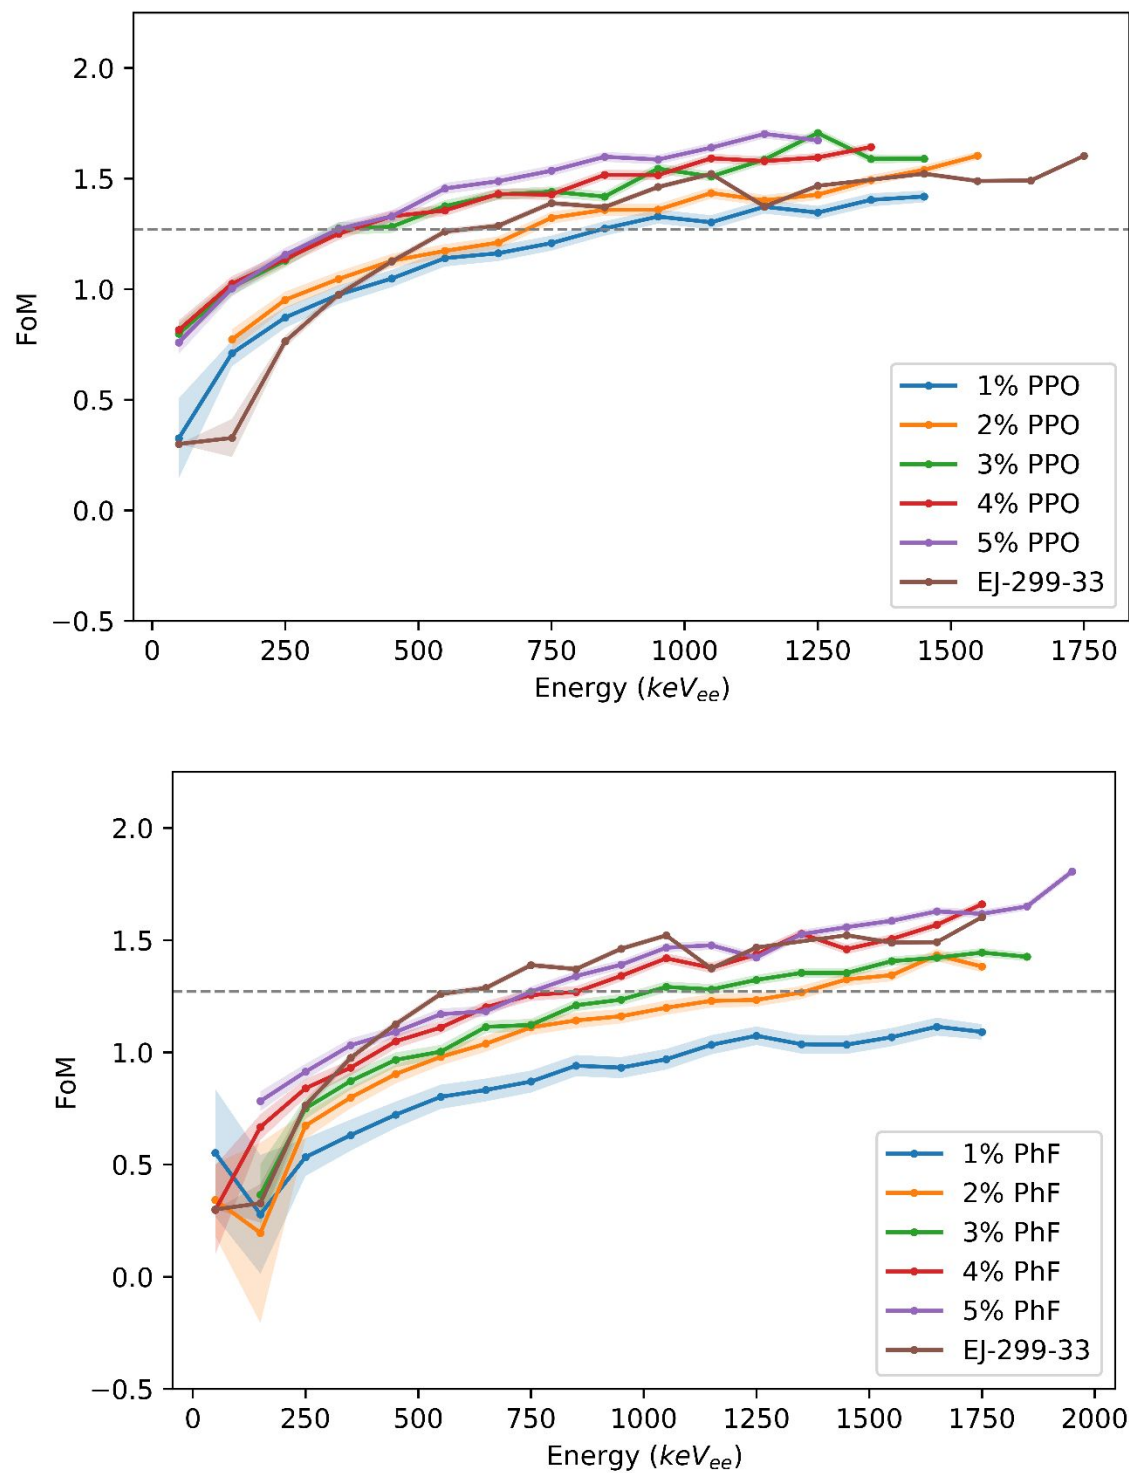 2.0
1.5
1.0
0.5
0.0
−0.5
FoM
1% PPO
2% PPO
3% PPO
4% PPO
5% PPO
EJ-299-33
0 250 500 750 1000 1250 1500 1750
Energy (keVee)
2.0
1.5
1.0
0.5
0.0
−0.5
FoM
1% PhF
2% PhF
3% PhF
4% PhF
5% PhF
EJ-299-33
0 250 500 750 1000 1250 1500 1750 2000
Energy (keVee)